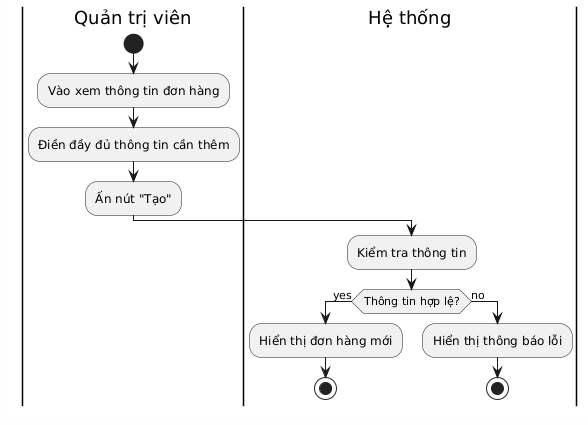 Quản trị viên
Hệ thống
Vào xem thông tin đơn hàng
Điền đầy đủ thông tin cần thêm
Ấn nút "Tạo"
Kiểm tra thông tin
yes
Thông tin hợp lệ?
no
Hiển thị đơn hàng mới
Hiển thị thông báo lỗi